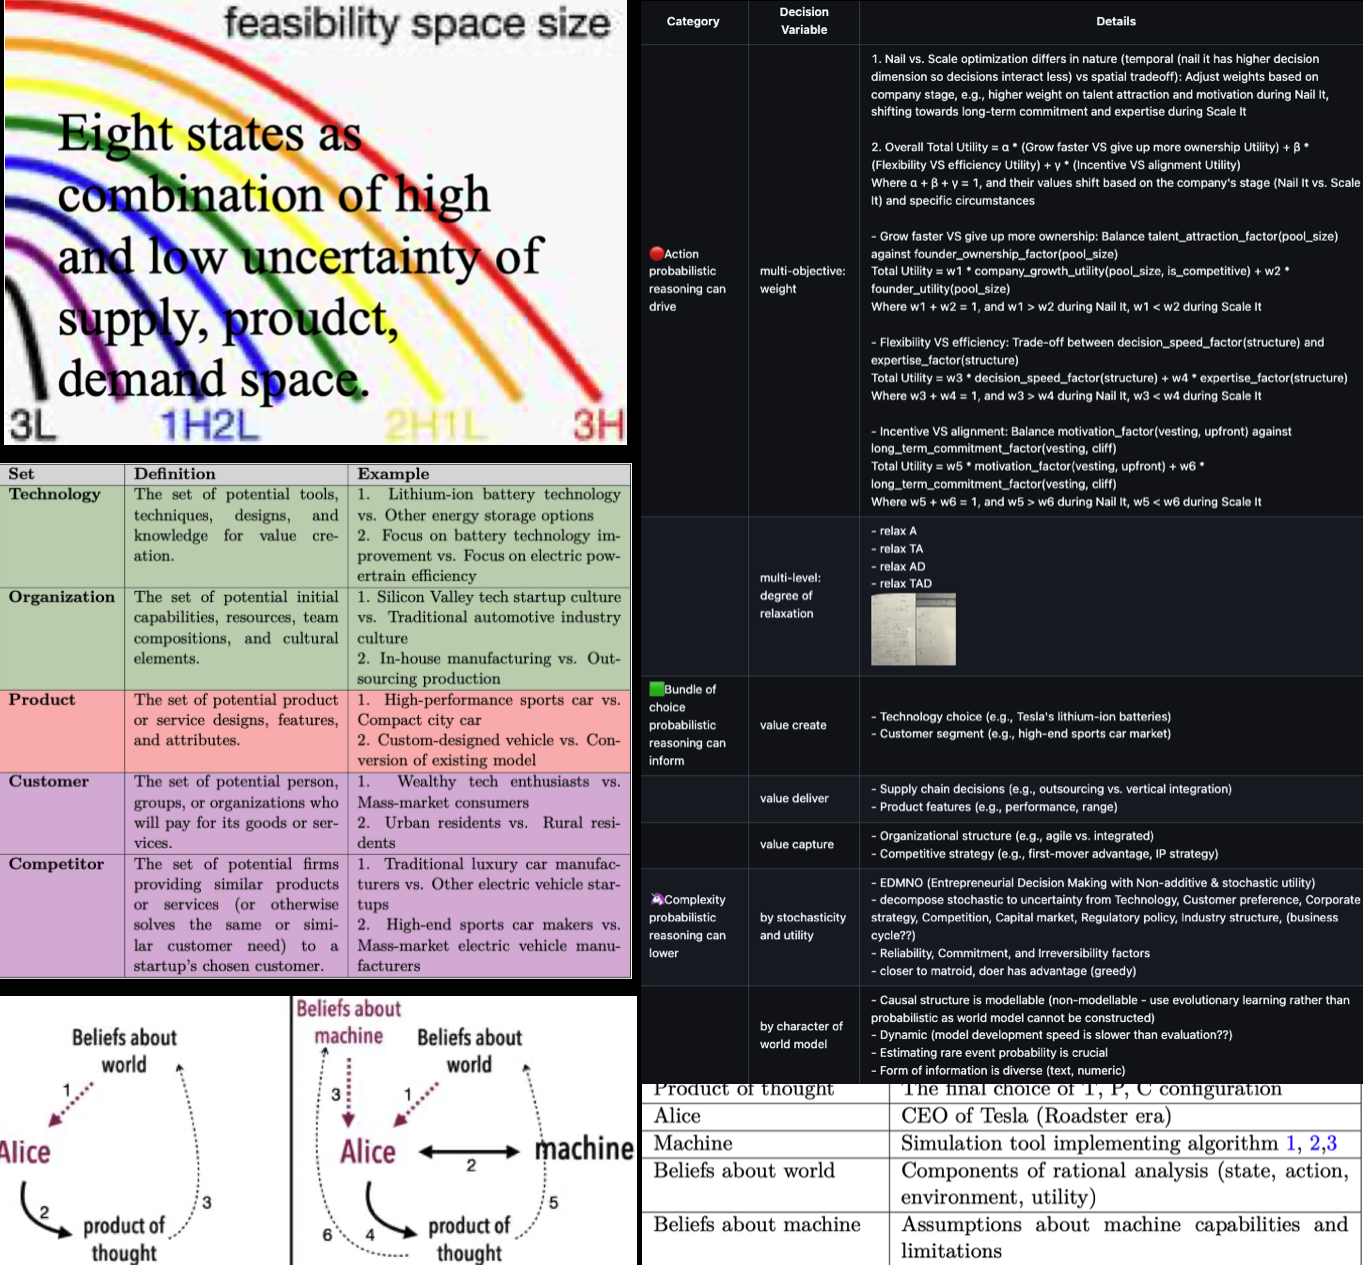 feasibility space size
Eight states as
combination of high
and low uncertainty of
supply, proudct,
demand space.
3L
1H2L
2H1L
3H
Set
Definition
Example
Technology
The set of potential tools,
techniques, designs, and
knowledge for value cre-
ation.
1. Lithium-ion battery technology
vs. Other energy storage options
2. Focus on battery technology im-
provement vs. Focus on electric pow-
ertrain efficiency
Organization
The set of potential initial
capabilities, resources, team
compositions, and cultural
elements.
1. Silicon Valley tech startup culture
vs. Traditional automotive industry
culture
2. In-house manufacturing vs. Out-
sourcing production
Product
The set of potential product
or service designs, features,
and attributes.
1. High-performance sports car vs.
Compact city car
2. Custom-designed vehicle vs. Con-
version of existing model
Customer
The set of potential person,
groups, or organizations who
will pay for its goods or ser-
vices.
1. Wealthy tech enthusiasts vs.
Mass-market consumers
2. Urban residents vs. Rural resi-
dents
Competitor
The set of potential firms
providing similar products
or services (or otherwise
solves the same or simi-
lar customer need) to a
startup's chosen customer.
1. Traditional luxury car manufac-
turers vs. Other electric vehicle star-
tups
2. High-end sports car makers vs.
Mass-market electric vehicle manu-
facturers
Beliefs about
world
1
Alice
2
product of
thought
3
Beliefs about
machine
Beliefs about
world
3
1
Alice
2
machine
6
4
product of
thought
5
Category
Decision
Variable
Details
Action
probabilistic
reasoning can
drive
multi-objective:
weight
1. Nail vs. Scale optimization differs in nature (temporal (nail it has higher decision
dimension so decisions interact less) vs spatial tradeoff): Adjust weights based on
company stage, e.g., higher weight on talent attraction and motivation during Nail It,
shifting towards long-term commitment and expertise during Scale It
2. Overall Total Utility = α * (Grow faster VS give up more ownership Utility) + β *
(Flexibility VS efficiency Utility) + γ * (Incentive VS alignment Utility)
Where α + β + γ = 1, and their values shift based on the company's stage (Nail It vs. Scale
It) and specific circumstances
- Grow faster VS give up more ownership: Balance talent_attraction_factor(pool_size)
against founder_ownership_factor(pool_size)
Total Utility = w1 * company_growth_utility(pool_size, is_competitive) + w2 *
founder_utility(pool_size)
Where w1 + w2 = 1, and w1 > w2 during Nail It, w1 < w2 during Scale It
- Flexibility VS efficiency: Trade-off between decision_speed_factor(structure) and
expertise_factor(structure)
Total Utility = w3 * decision_speed_factor(structure) + w4 * expertise_factor(structure)
Where w3 + w4 = 1, and w3 > w4 during Nail It, w3 < w4 during Scale It
- Incentive VS alignment: Balance motivation_factor(vesting, upfront) against
long_term_commitment_factor(vesting, cliff)
Total Utility = w5 * motivation_factor(vesting, upfront) + w6 *
long_term_commitment_factor(vesting, cliff)
Where w5 + w6 = 1, and w5 > w6 during Nail It, w5 < w6 during Scale It
multi-level:
degree of
relaxation
- relax A
- relax TA
- relax AD
- relax TAD
Bundle of
choice
probabilistic
reasoning can
inform
value create
- Technology choice (e.g., Tesla's lithium-ion batteries)
- Customer segment (e.g., high-end sports car market)
value deliver
- Supply chain decisions (e.g., outsourcing vs. vertical integration)
- Product features (e.g., performance, range)
value capture
- Organizational structure (e.g., agile vs. integrated)
- Competitive strategy (e.g., first-mover advantage, IP strategy)
Complexity
probabilistic
reasoning can
lower
by stochasticity
and utility
- EDMNO (Entrepreneurial Decision Making with Non-additive & stochastic utility)
- decompose stochastic to uncertainty from Technology, Customer preference, Corporate
strategy, Competition, Capital market, Regulatory policy, Industry structure, (business
cycle??)
- Reliability, Commitment, and Irreversibility factors
- closer to matroid, doer has advantage (greedy)
by character of
world model
- Causal structure is modellable (non-modellable - use evolutionary learning rather than
probabilistic as world model cannot be constructed)
- Dynamic (model development speed is slower than evaluation??)
- Estimating rare event probability is crucial
- Form of information is diverse (text, numeric)
Product of thought
The final choice of T, P, C configuration
Alice
CEO of Tesla (Roadster era)
Machine
Simulation tool implementing algorithm 1, 2,3
Beliefs about world
Components of rational analysis (state, action,
environment, utility)
Beliefs about machine
Assumptions about machine capabilities and
limitations